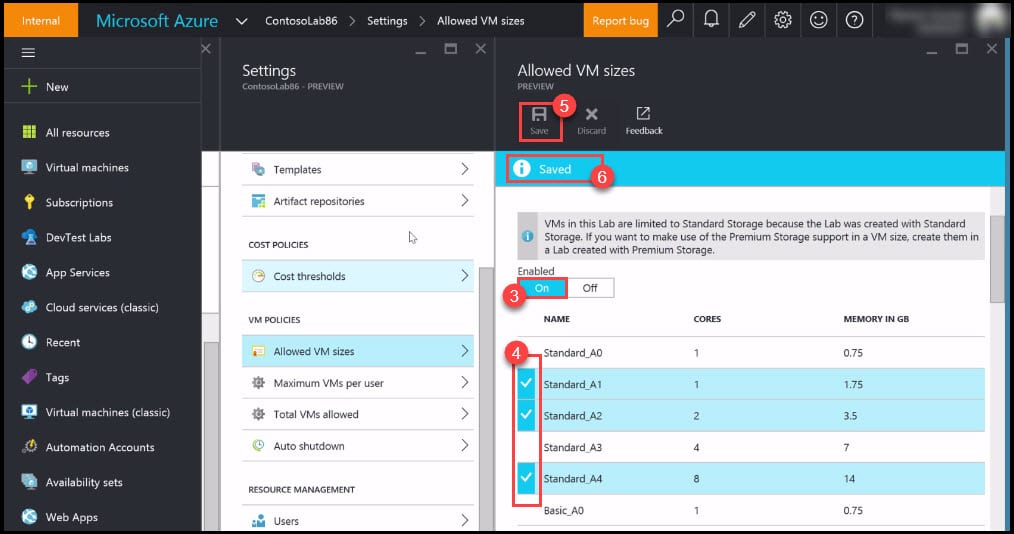 Internal
Microsoft Azure
ContosoLab86
Settings
Allowed VM sizes
Report bug
New
All resources
Virtual machines
Subscriptions
DevTest Labs
App Services
Cloud services (classic)
Recent
Tags
Virtual machines (classic)
Automation Accounts
Availability sets
Web Apps
Settings
ContosoLab86 - PREVIEW
Templates
Artifact repositories
COST POLICIES
Cost thresholds
VM POLICIES
Allowed VM sizes
Maximum VMs per user
Total VMs allowed
Auto shutdown
RESOURCE MANAGEMENT
Users
Allowed VM sizes
PREVIEW
5
Save Discard Feedback
Saved
6
VMs in this Lab are limited to Standard Storage because the Lab was created with Standard
Storage. If you want to make use of the Premium Storage support in a VM size, create them in
a Lab created with Premium Storage.
Enabled
3 On Off
NAME CORES MEMORY IN GB
4
Standard_A0 1 0.75
Standard_A1 1 1.75
Standard_A2 2 3.5
Standard_A3 4 7
Standard_A4 8 14
Basic_A0 1 0.75